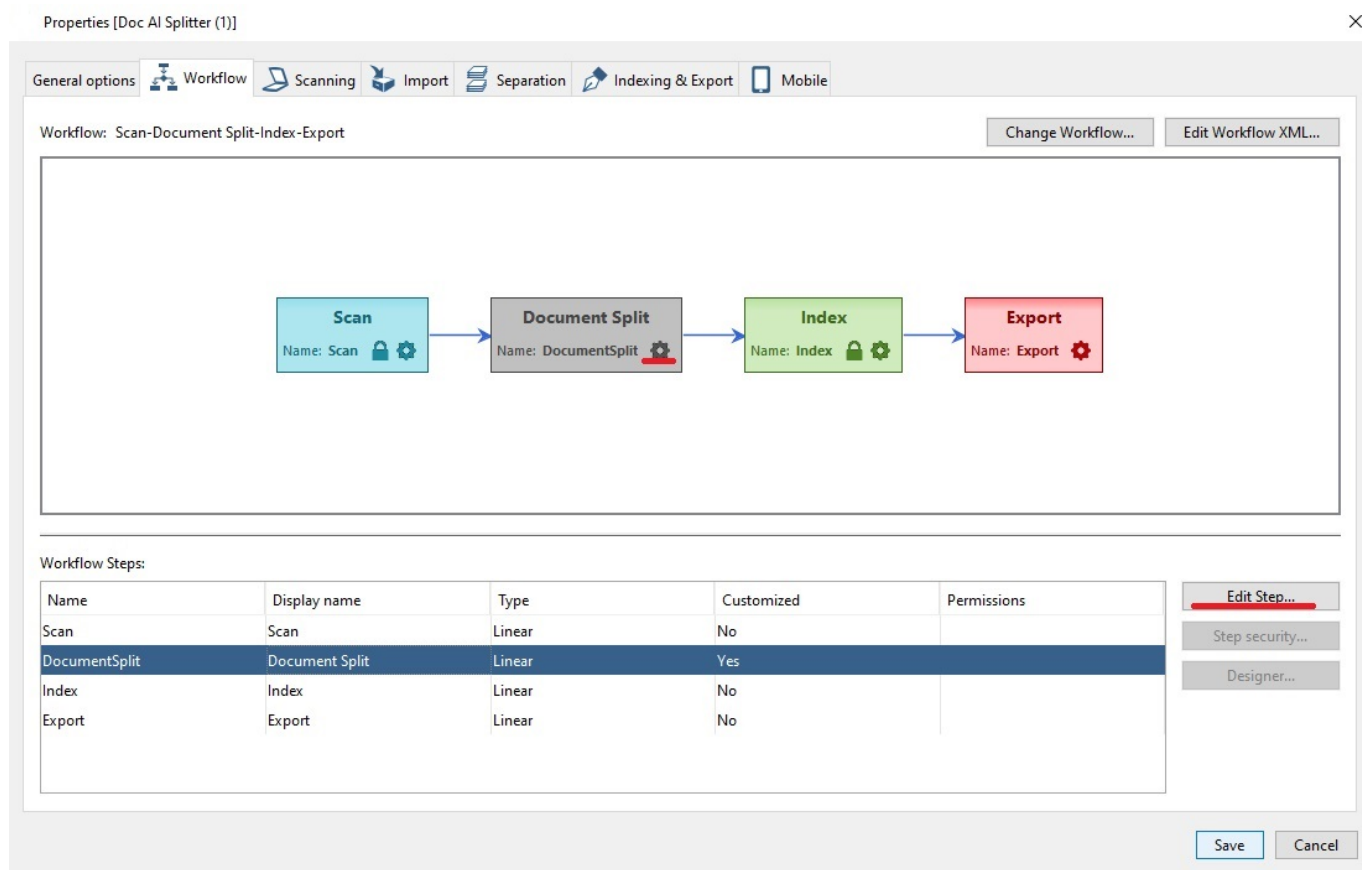 Properties [Doc AI Splitter (1)]
General options Workflow Scanning Import Separation Indexing & Export Mobile
Workflow: Scan-Document Split-Index-Export Change Workflow... Edit Workflow XML...
Scan Document Split Index Export
Name: Scan Name: DocumentSplit Name: Index Name: Export
Workflow Steps:
Name Display name Type Customized Permissions Edit Step...
Scan Scan Linear No Step security...
DocumentSplit Document Split Linear Yes Designer...
Index Index Linear No
Export Export Linear No
Save Cancel